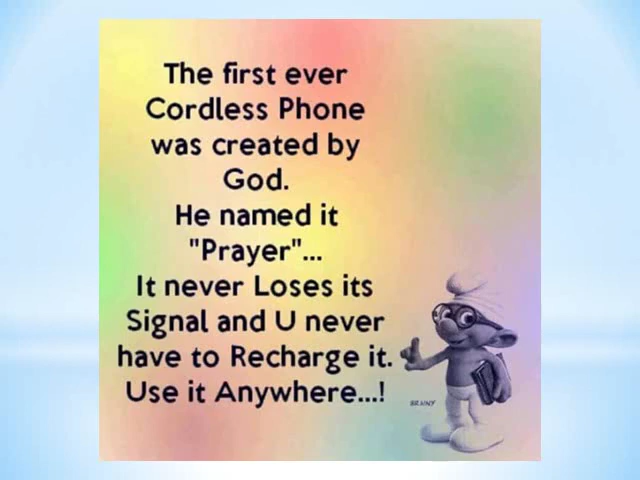 The first ever
Cordless Phone
was created by
God.
He named it
"Prayer"...
It never Loses its
Signal and U never
have to Recharge it.
Use it Anywhere...!